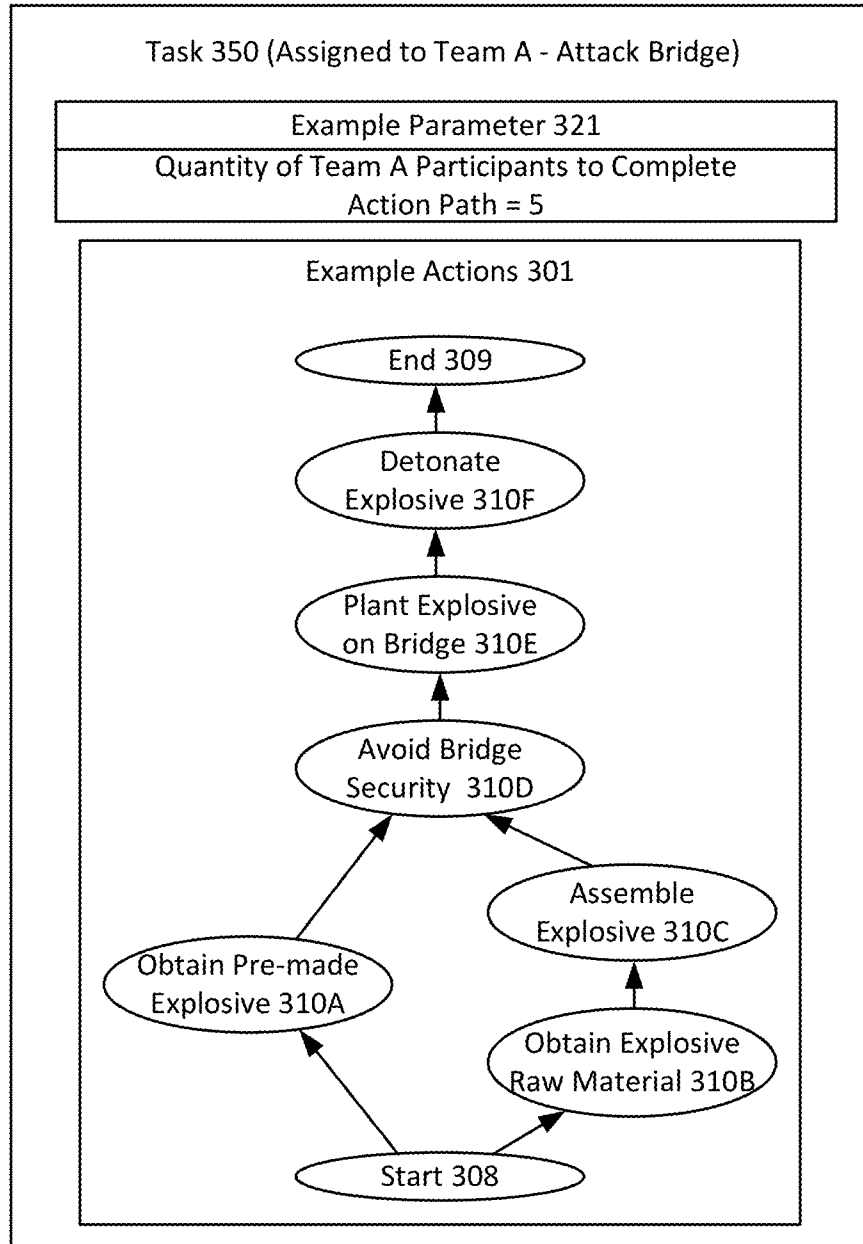 Task 350 (Assigned to Team A - Attack Bridge)
Example Parameter 321
Quantity of Team A Participants to Complete
Action Path = 5
Example Actions 301
End 309
Detonate
Explosive 310F
Plant Explosive
on Bridge 310E
Avoid Bridge
Security 310D
Assemble
Explosive 310C
Obtain Pre-made
Explosive 310A
Obtain Explosive
Raw Material 310B
Start 308